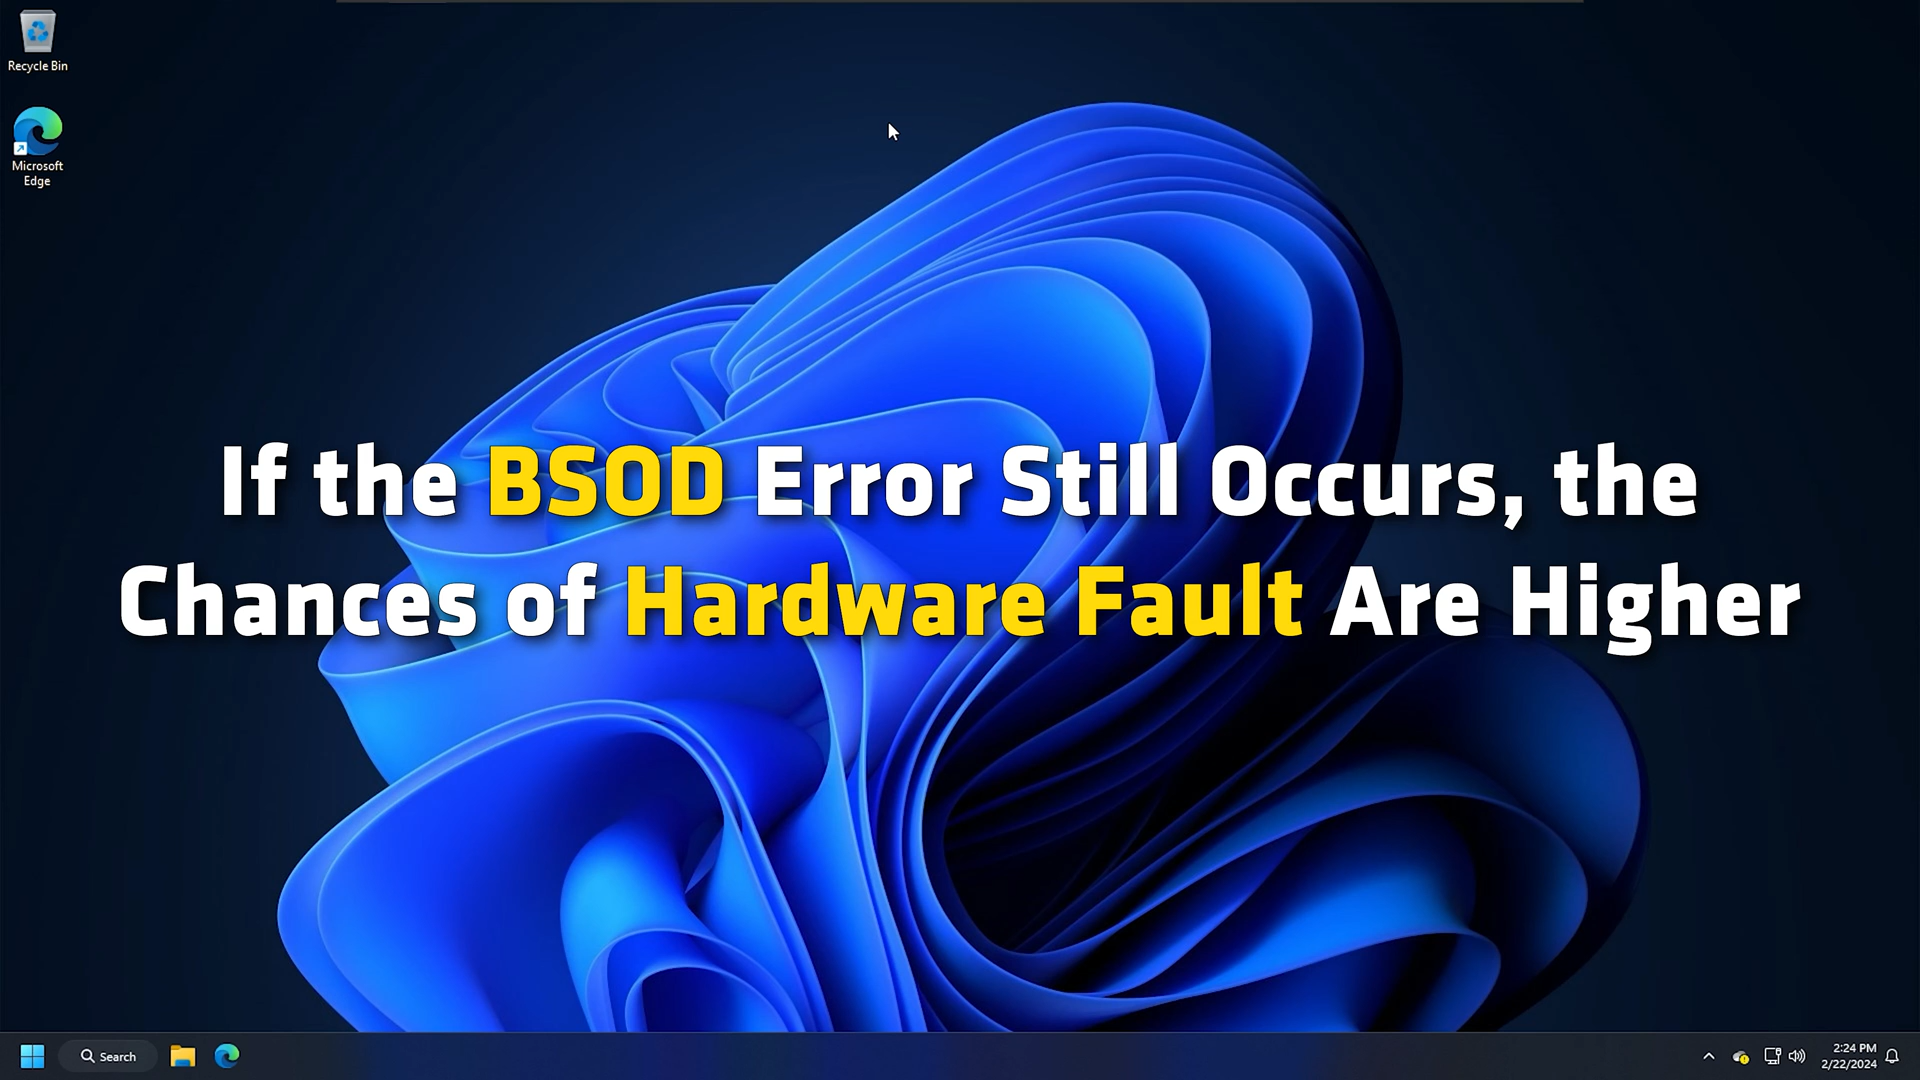 Recycle Bin
Microsoft
Edge
If the BSOD Error Still Occurs, the
Chances of Hardware Fault Are Higher
Search
2:24 PM
2/22/2024